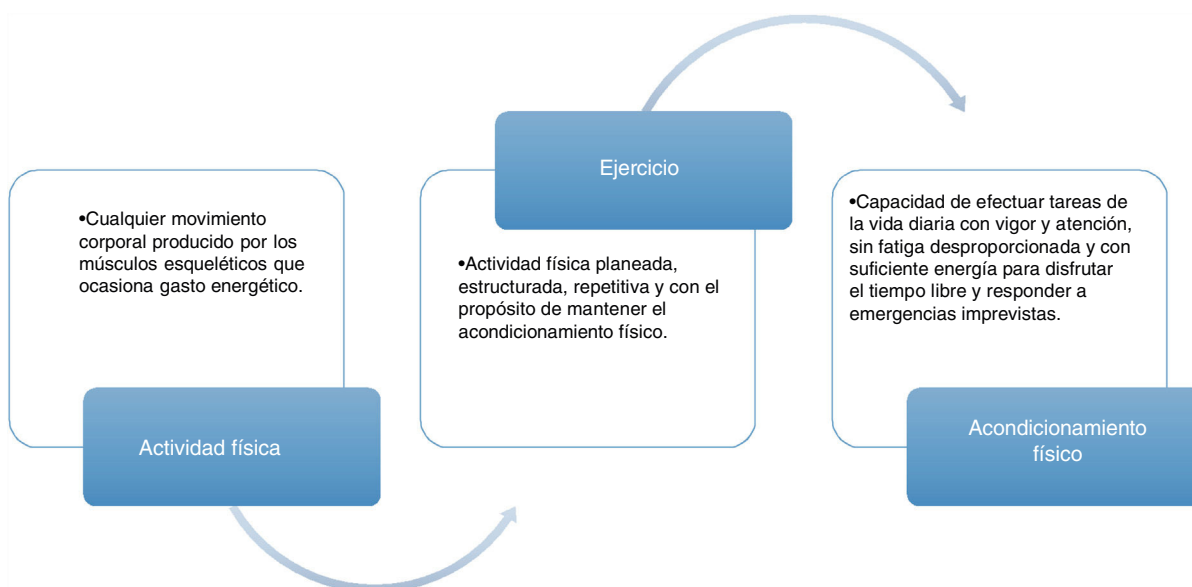 •Cualquier movimiento
corporal producido por los
músculos esqueléticos que
ocasiona gasto energético.
Actividad física
Ejercicio
•Actividad física planeada,
estructurada, repetitiva y con el
propósito de mantener el
acondicionamiento físico.
•Capacidad de efectuar tareas de
la vida diaria con vigor y atención,
sin fatiga desproporcionada y con
suficiente energía para disfrutar
el tiempo libre y responder a
emergencias imprevistas.
Acondicionamiento
físico